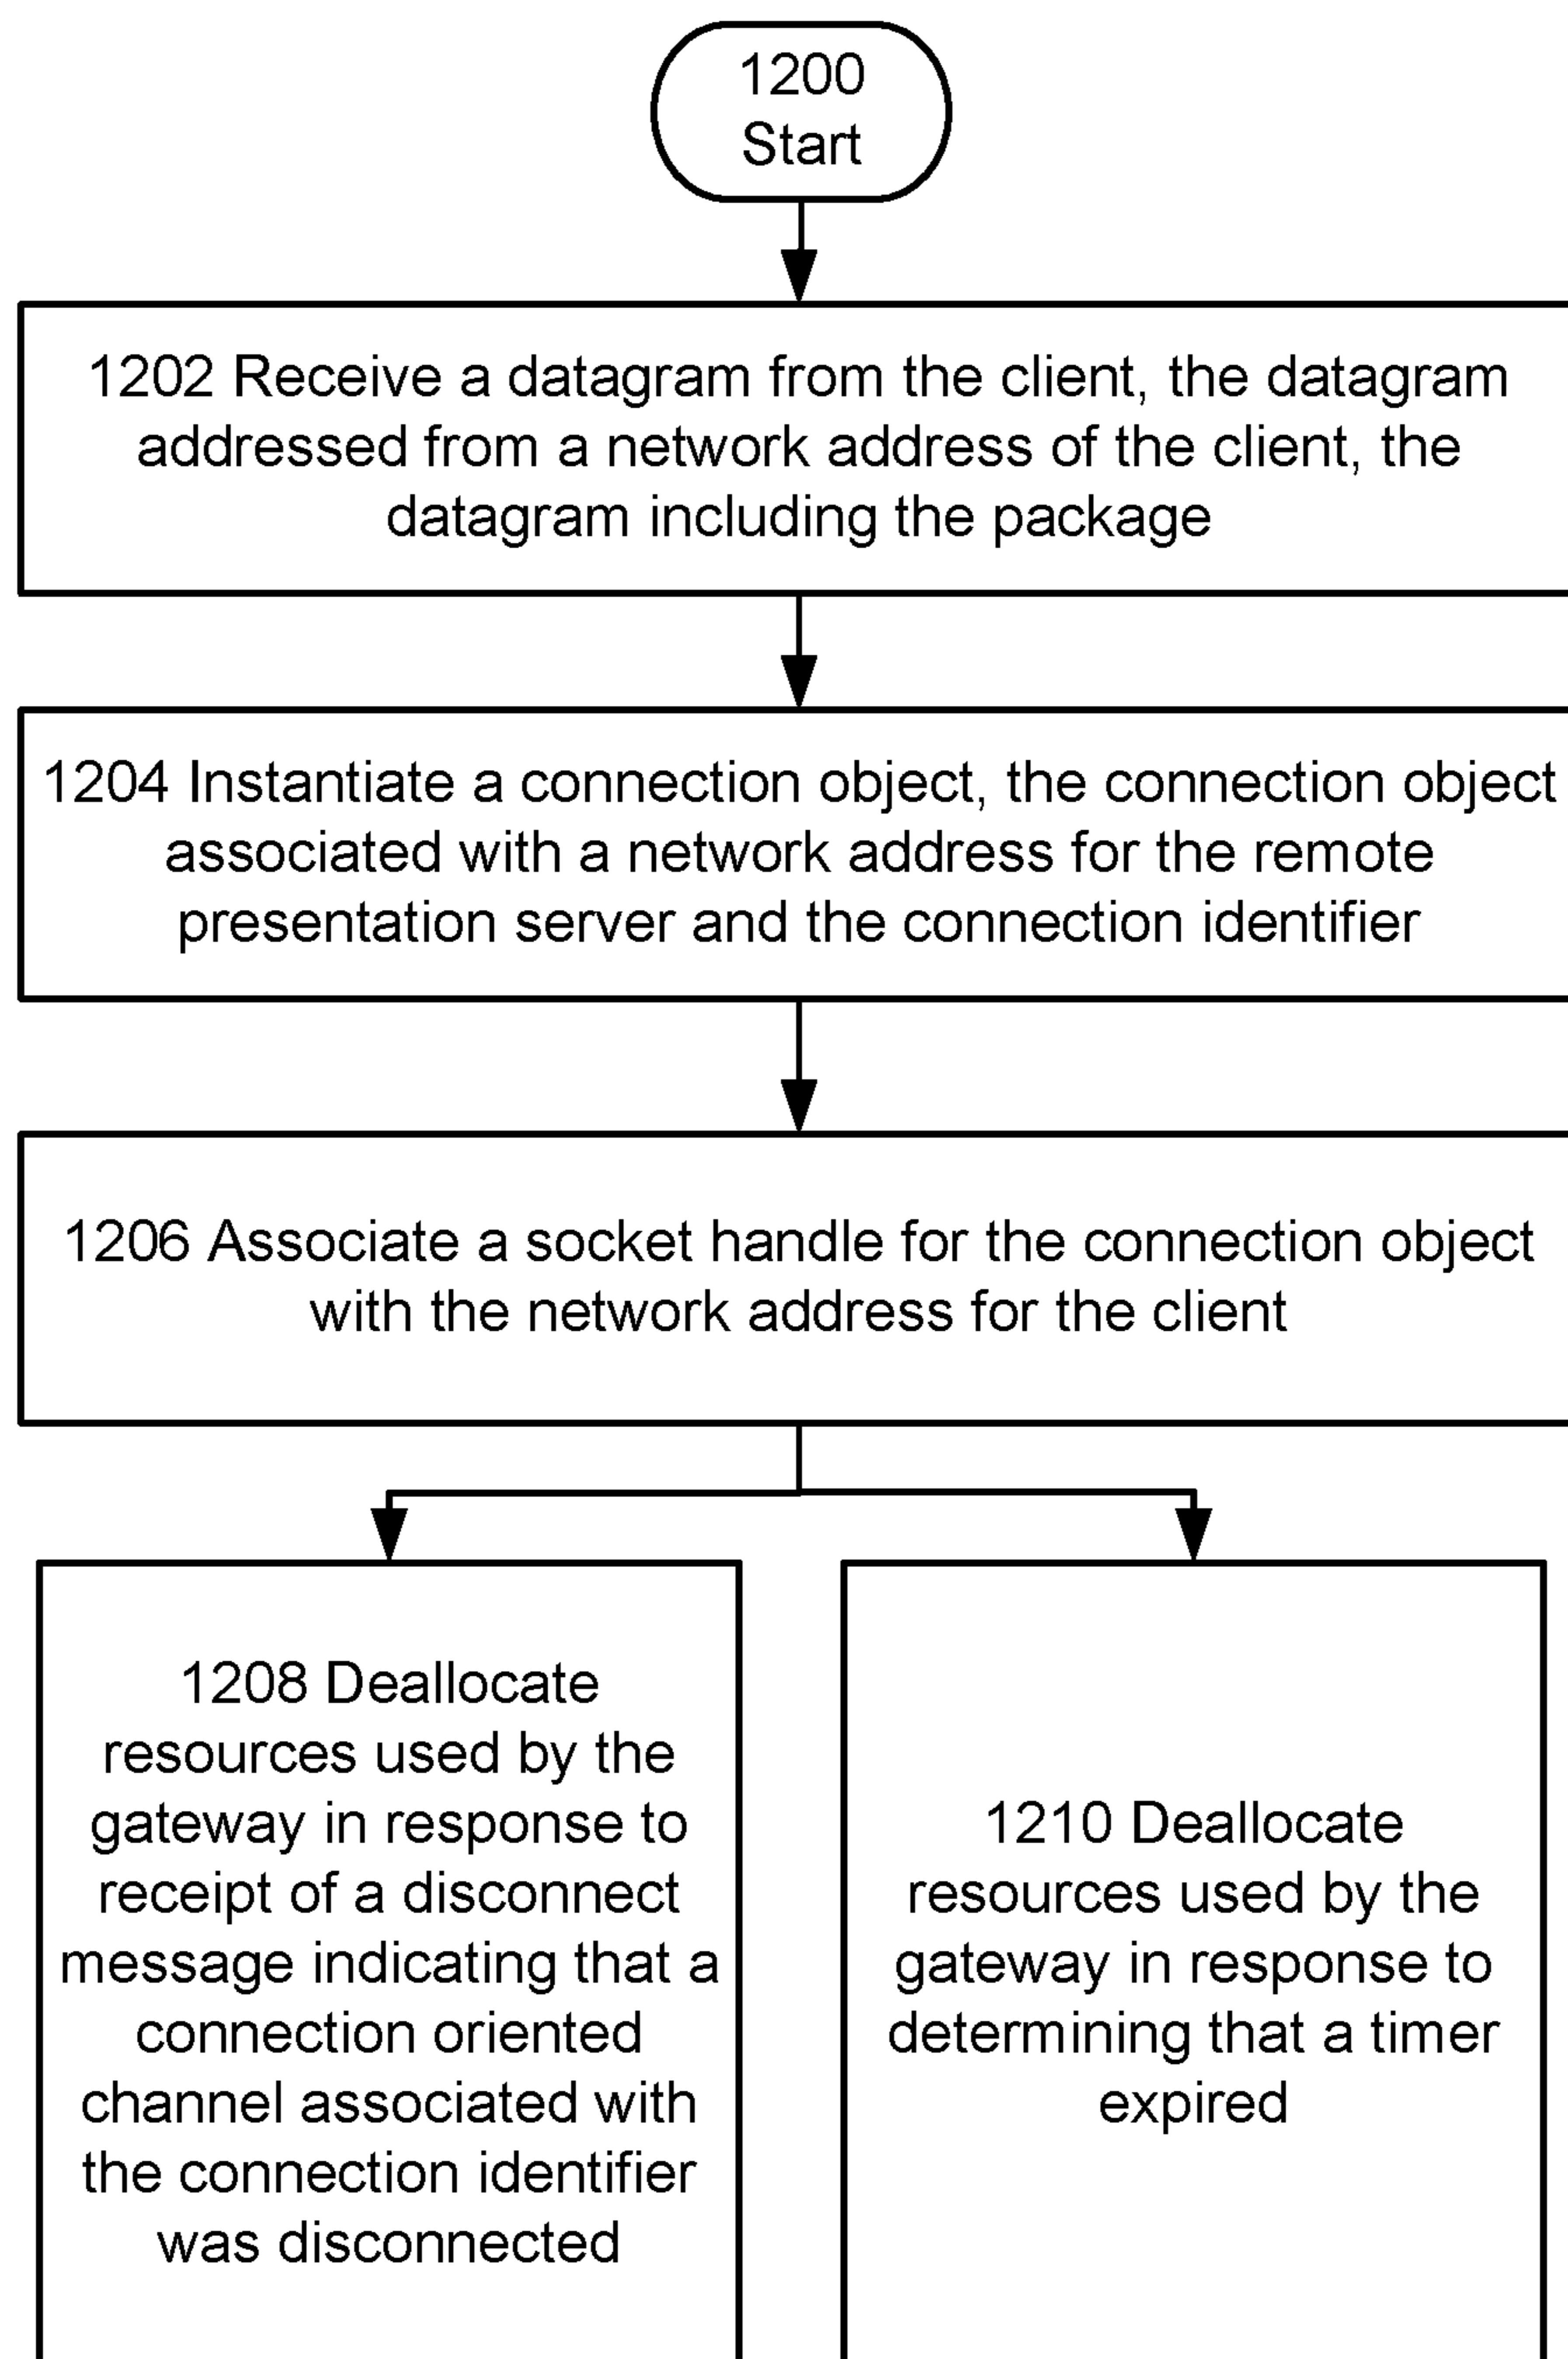 1200
Start
1202 Receive a datagram from the client, the datagram
addressed from a network address of the client, the
datagram including the package
1204 Instantiate a connection object, the connection object
associated with a network address for the remote
presentation server and the connection identifier
1206 Associate a socket handle for the connection object
with the network address for the client
1208 Deallocate
resources used by the
gateway in response to
receipt of a disconnect
message indicating that a
connection oriented
channel associated with
the connection identifier
was disconnected
1210 Deallocate
resources used by the
gateway in response to
determining that a timer
expired